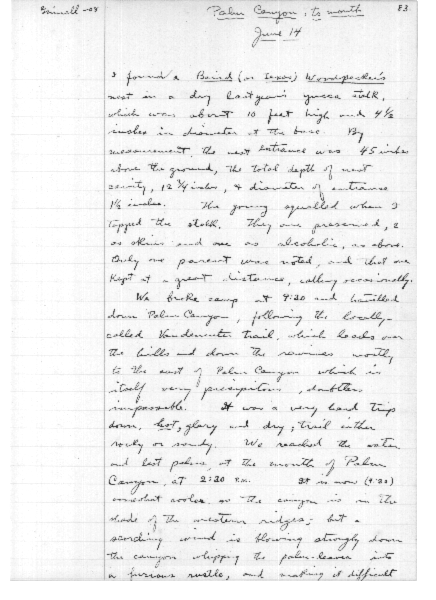 Grinnell - 08
Palm Canyon, its mouth
83
June 14
I found a Baird (or Texas) Woodpecker's
nest in a dry last year's yucca stalk,
which was about 10 feet high and 4 1/2
inches in diameter at the base. By
measurement, the nest entrance was 45 inches
above the ground, the total depth of nest
cavity, 12 1/4 inches, + diameter of entrance
1 1/2 inches. The young squalled when I
tapped the stalk. They are preserved, 2
as skins and one as alcoholic, as above.
Only one parent was noted, and that one
kept at a great distance, calling occasionally.
We broke camp at 9:20 and travelled
down Palm Canyon, following the locally-
called Vandeventer trail, which leads over
the hills and down the ravines mostly
to the east of Palm Canyon which is
itself very precipitous, doubtless
impassable. It was a very hard trip
down, hot, glary and dry; trail either
rocky or sandy. We reached the water
and last palms, at the mouth of Palm
Canyon, at 2:30 P.M. It is now (4:30)
somewhat cooler as the canyon is in the
shade of the western ridges; but a
scorching wind is blowing strongly down
the canyon whipping the palm-leaves into
a furious rustle, and making it difficult